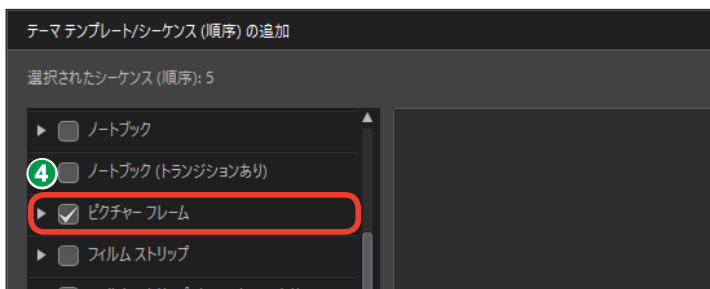 テーマ テンプレート/シーケンス (順序) の追加
選択されたシーケンス (順序): 5
ノートブック
4 ノートブック (トランジションあり)
ピクチャー フレーム
フィルム ストリップ